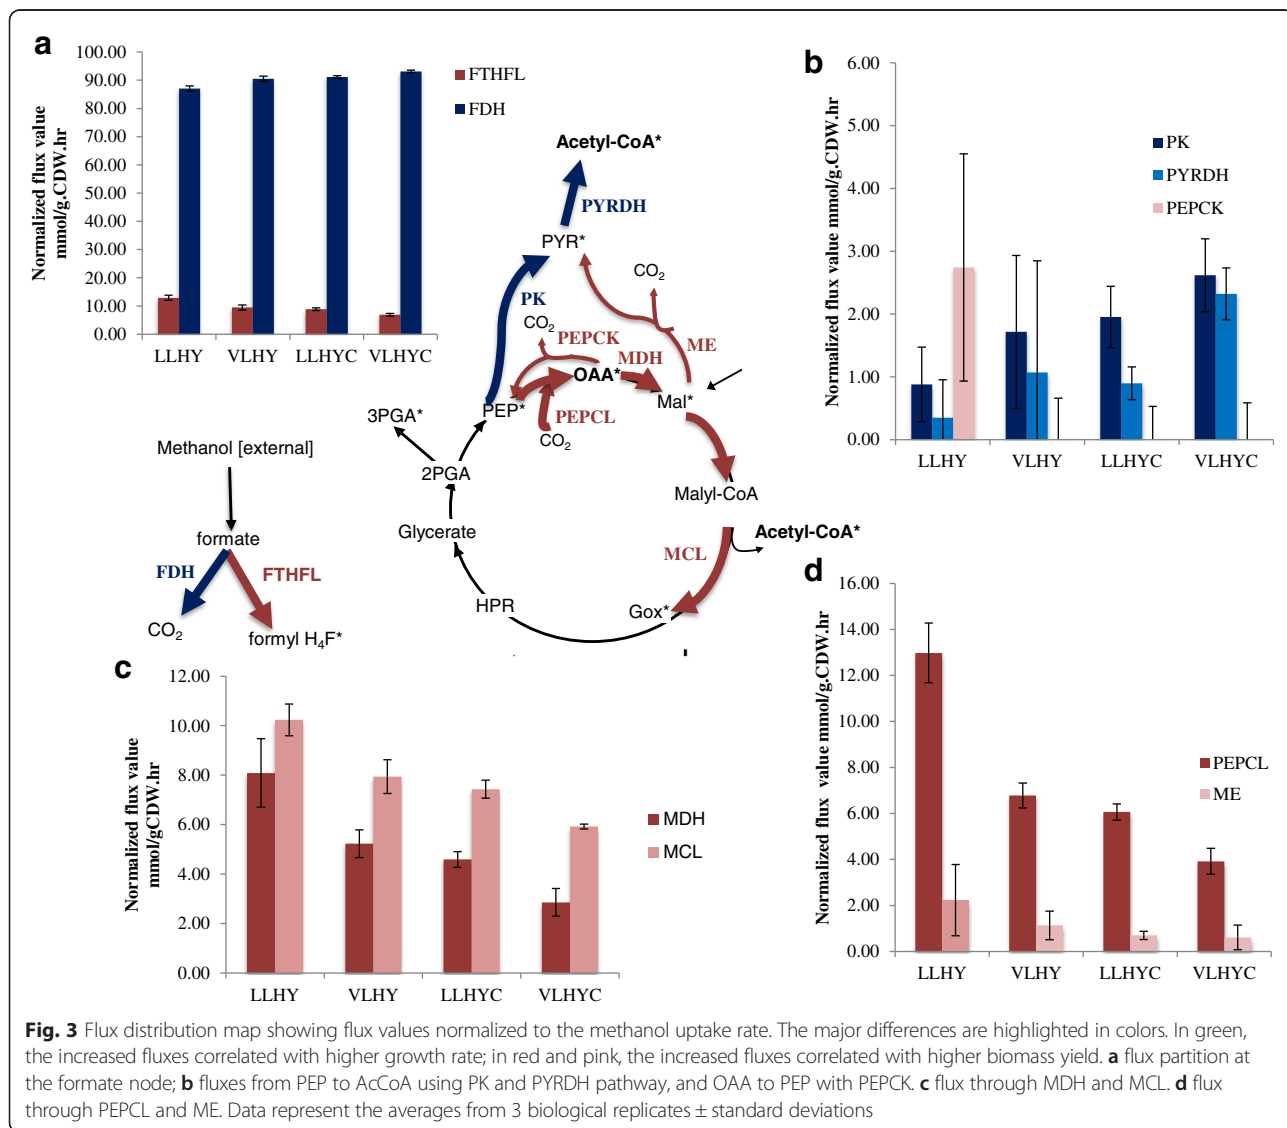 a
100.00
90.00
80.00
70.00
60.00
50.00
40.00
30.00
20.00
10.00
0.00
Normalized flux value
mmol/g.CDW.hr
LLHY VLHY LLHYC VLHYC
FTHFL
FDH
Acetyl-CoA*
PYRDH
PYR*
CO2
PK
CO2
PEPCK
MDH
ME
OAA*
PEP*
Mal*
PEPCL
CO2
3PGA*
2PGA
Methanol [external]
Malyl-CoA
Glycerate
Acetyl-CoA*
formate
MCL
FDH
FTHFL
HPR
Gox*
CO2
formyl H4F*
b
6.00
5.00
4.00
3.00
2.00
1.00
0.00
Normalized flux value mmol/g.CDW.hr
LLHY VLHY LLHYC VLHYC
PK
PYRDH
PEPCK
c
12.00
10.00
8.00
6.00
4.00
2.00
0.00
Normalized flux value
mmol/gCDW.hr
LLHY VLHY LLHYC VLHYC
MDH
MCL
d
16.00
14.00
12.00
10.00
8.00
6.00
4.00
2.00
0.00
Normalized flux value mmol/g.CDW.hr
LLHY VLHY LLHYC VLHYC
PEPCL
ME
Fig. 3 Flux distribution map showing flux values normalized to the methanol uptake rate. The major differences are highlighted in colors. In green,
the increased fluxes correlated with higher growth rate; in red and pink, the increased fluxes correlated with higher biomass yield. a flux partition at
the formate node; b fluxes from PEP to AcCoA using PK and PYRDH pathway, and OAA to PEP with PEPCK. c flux through MDH and MCL. d flux
through PEPCL and ME. Data represent the averages from 3 biological replicates ± standard deviations